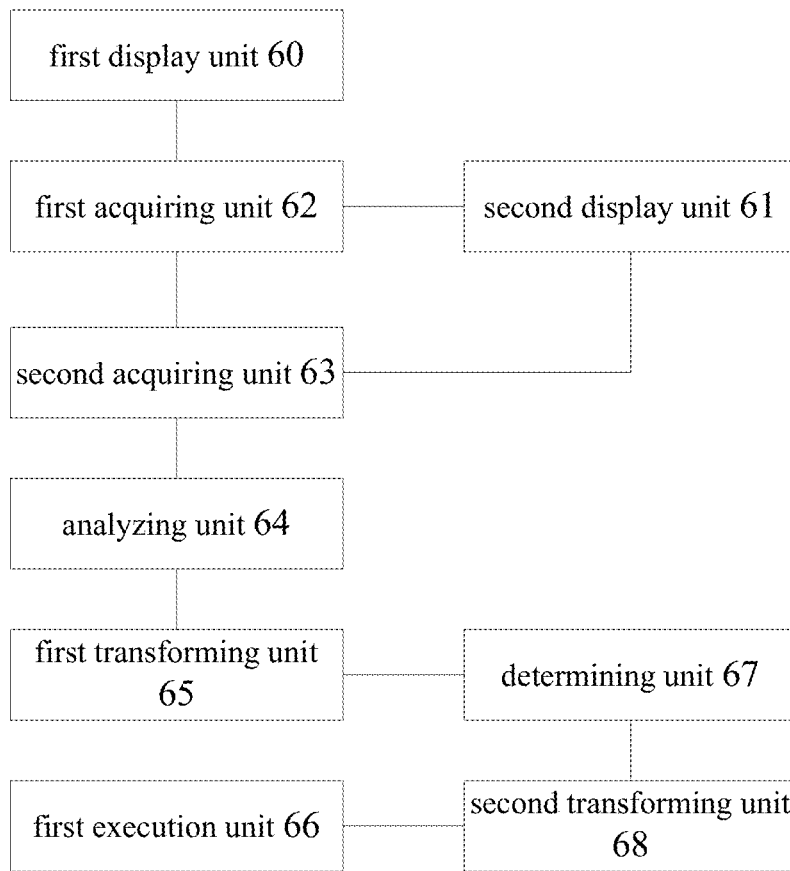 first display unit 60
first acquiring unit 62
second display unit 61
second acquiring unit 63
analyzing unit 64
first transforming unit
65
determining unit 67
first execution unit 66
second transforming unit
68